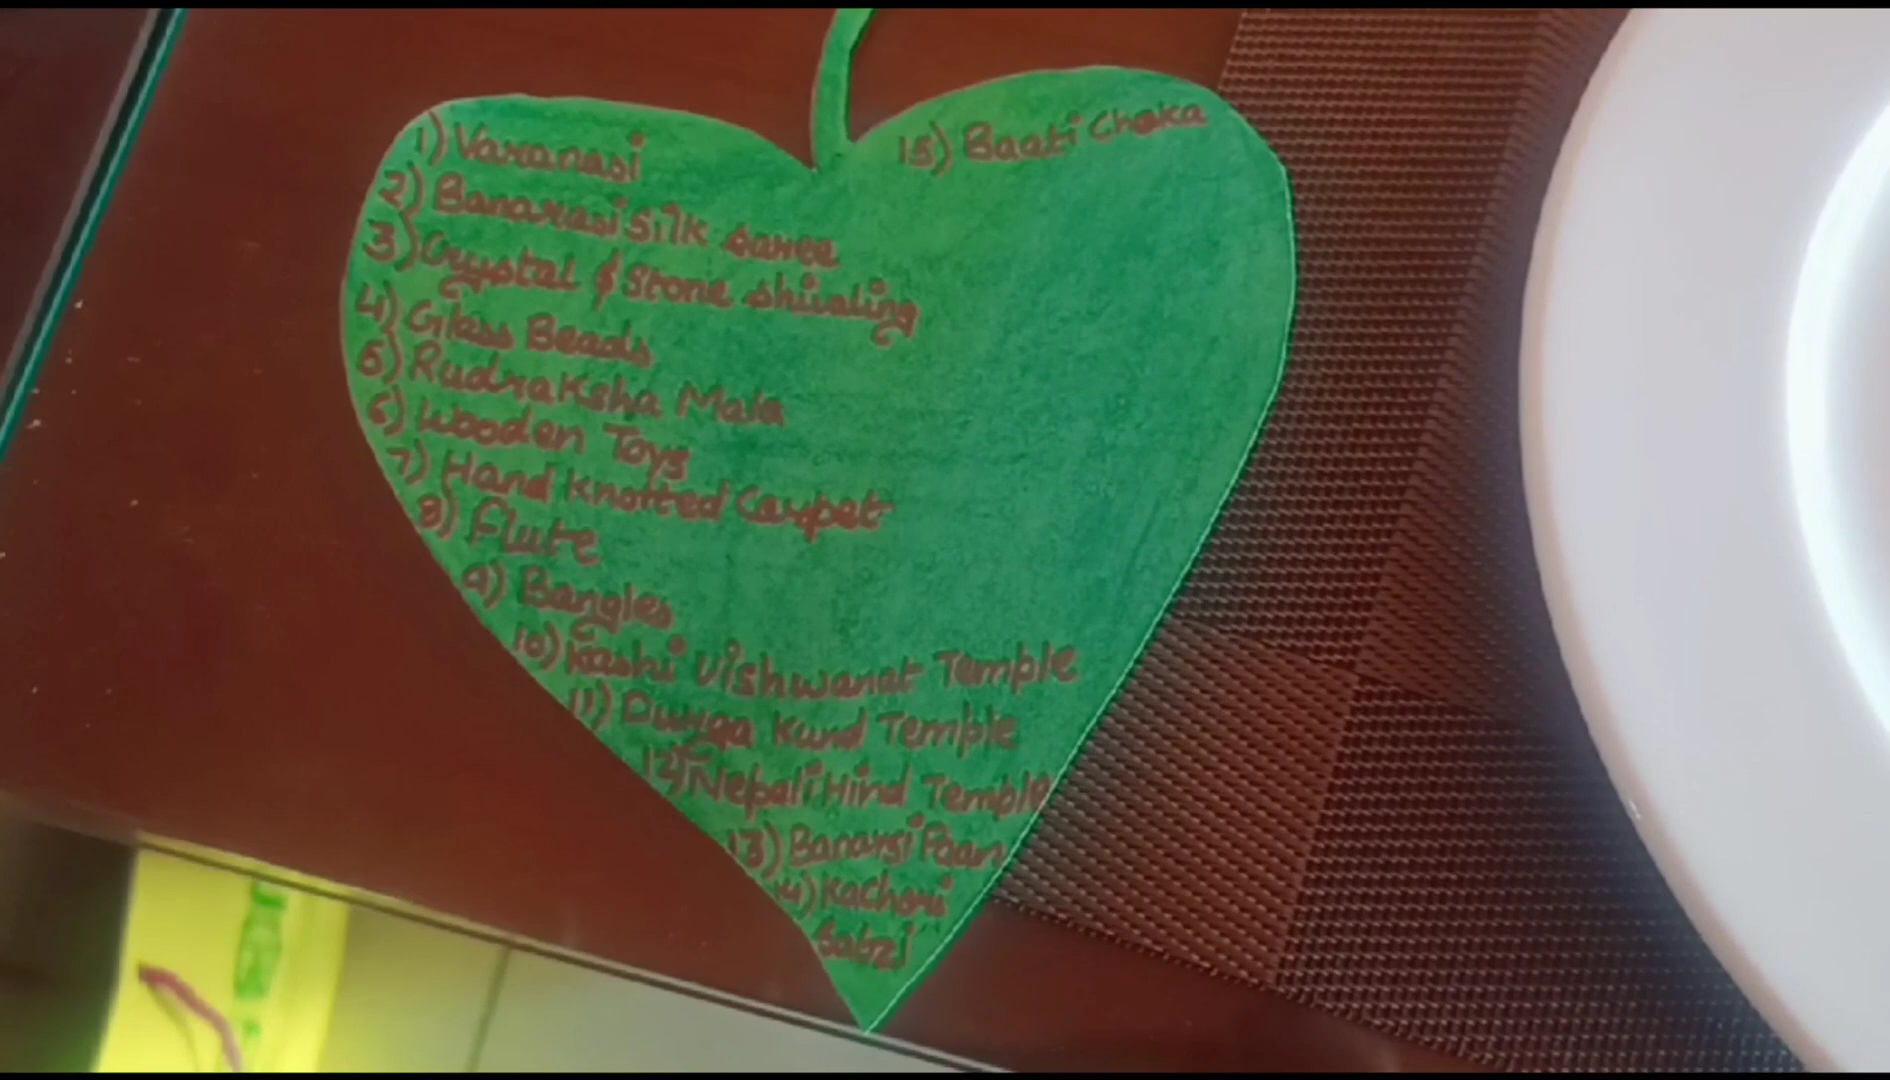 1) Varanasi
2) Banarasi Silk saree
3) Crystal & Stone shivaling
4) Glass Beads
5) Rudraksha Mala
6) Wooden Toys
7) Hand Knotted Carpet
8) Flute
9) Bangles
10) Kashi Vishwanat Temple
11) Durga Kund Temple
12) Nepali Hind Temple
13) Banarsi Paan
14) Kachori
Sabzi
15) Baati Choka